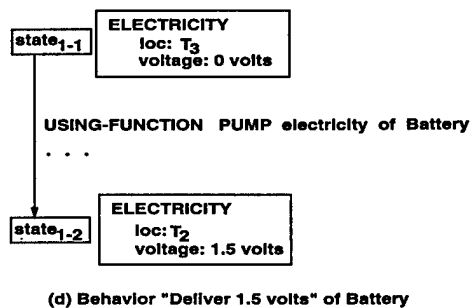 ELECTRICITY
loc: T3
state1-1
voltage: 0 volts
USING-FUNCTION PUMP electricity of Battery
. . .
ELECTRICITY
loc: T2
state1-2
voltage: 1.5 volts
(d) Behavior "Deliver 1.5 volts" of Battery